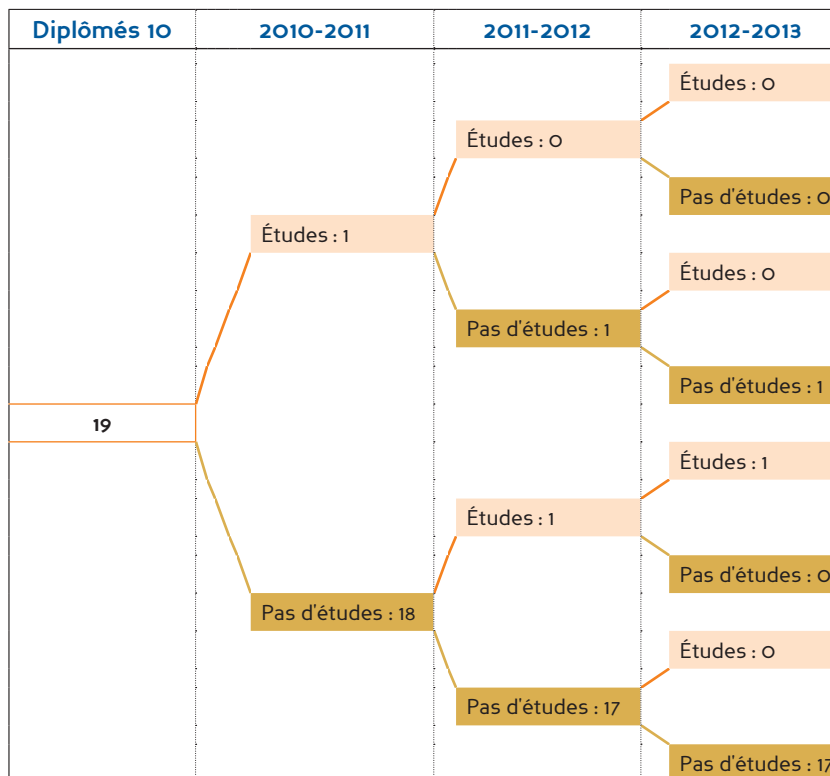 Diplômés 10 2010-2011 2011-2012 2012-2013
Études : 0
Études : 0
Pas d'études : 0
Études : 1
Études : 0
Pas d'études : 1
Pas d'études : 1
19
Études : 1
Études : 1
Pas d'études : 0
Pas d'études : 18
Études : 0
Pas d'études : 17
Pas d'études : 17